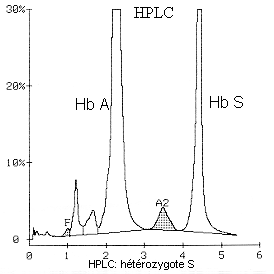 30%
HPLC
Hb A
Hb S
20%
10%
F
A2
0
0 1 2 3 4 5 6
HPLC: hétérozygote S